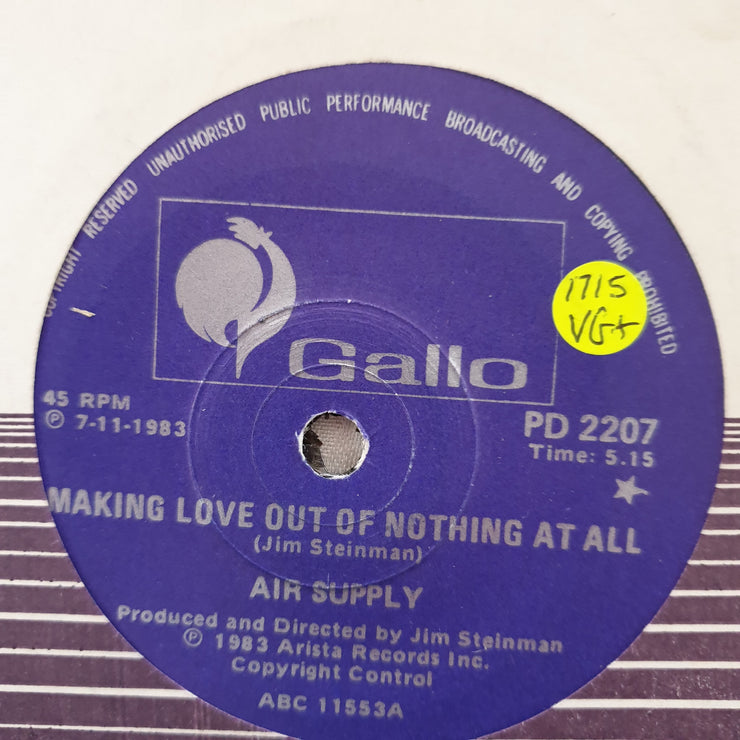 COPYRIGHT RESERVED UNAUTHORISED PUBLIC PERFORMANCE BROADCASTING AND COPYING PROHIBITED
Gallo
1715
VG+
45 RPM
Ⓟ 7-11-1983
PD 2207
Time: 5.15
MAKING LOVE OUT OF NOTHING AT ALL
(Jim Steinman)
AIR SUPPLY
Produced and Directed by Jim Steinman
Ⓟ 1983 Arista Records Inc.
Copyright Control
ABC 11553A